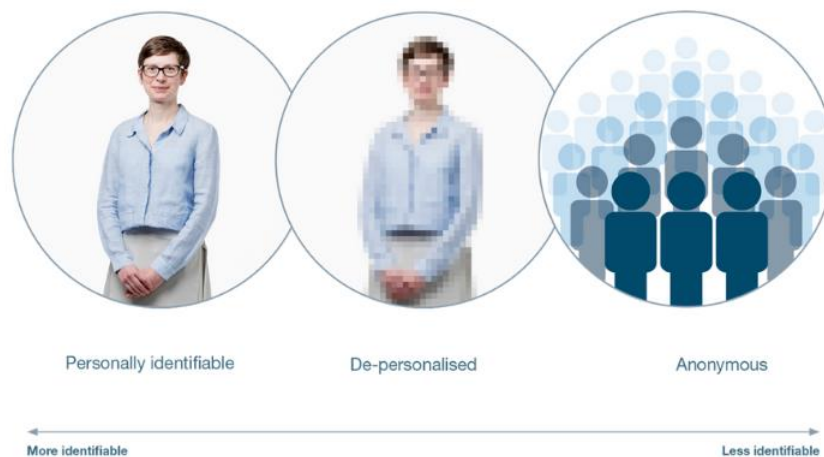 Personally identifiable
De-personalised
Anonymous
More identifiable
Less identifiable